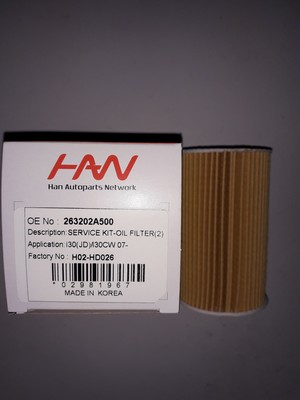 HAN
Han Autoparts Network
OE No : 263202A500
Description: SERVICE KIT-OIL FILTER(2)
Application: I30(JD)/I30CW 07-
Factory No : H02-HD026
*02981967*
MADE IN KOREA